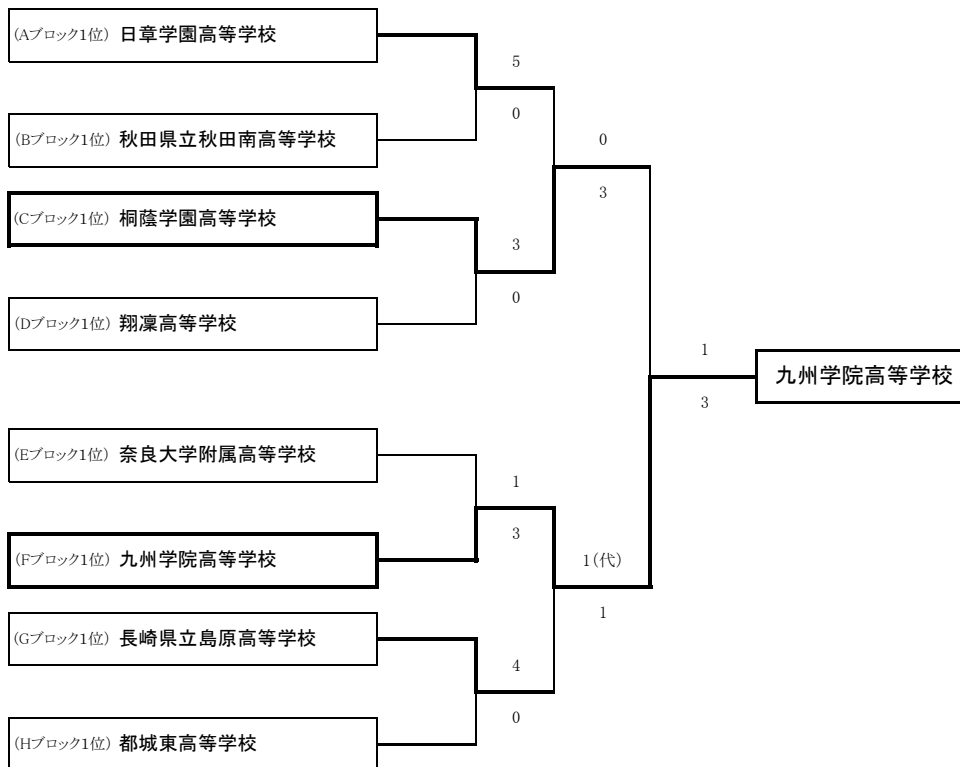 (Aブロック1位) 日章学園高等学校
5
0
(Bブロック1位) 秋田県立秋田南高等学校
0
3
(Cブロック1位) 桐蔭学園高等学校
3
0
(Dブロック1位) 翔凜高等学校
1
3
九州学院高等学校
(Eブロック1位) 奈良大学附属高等学校
1
3
(Fブロック1位) 九州学院高等学校
1(代)
1
(Gブロック1位) 長崎県立島原高等学校
4
0
(Hブロック1位) 都城東高等学校